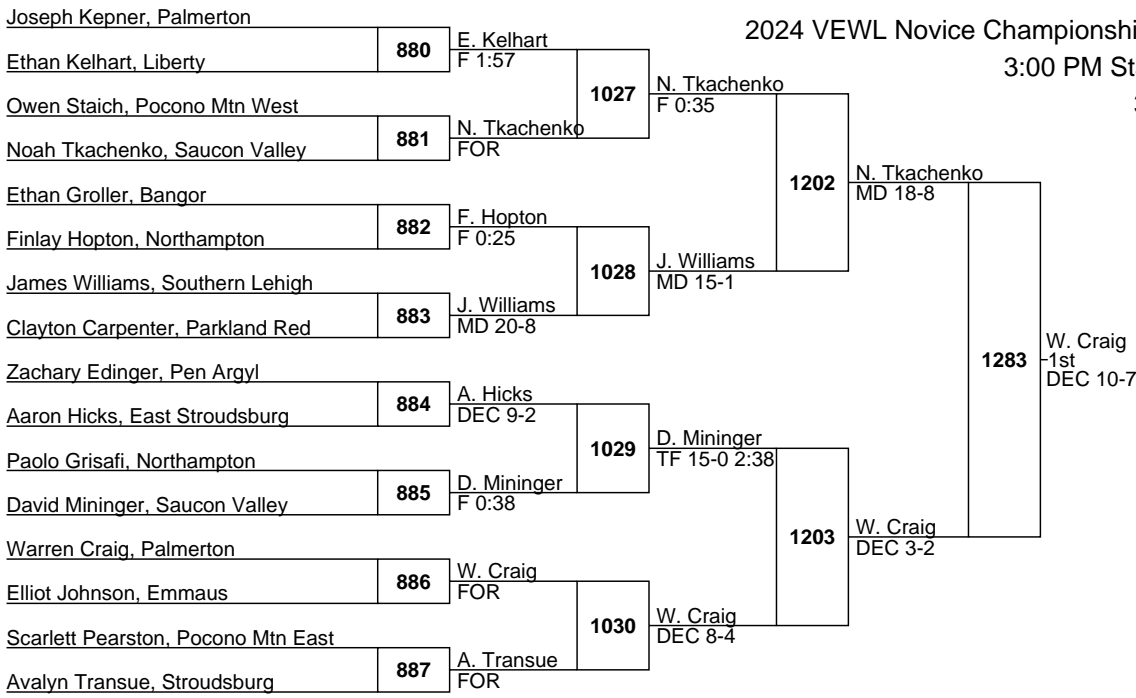 2024 VEWL Novice Championshi
3:00 PM St
Joseph Kepner, Palmerton
880
E. Kelhart
F 1:57
Ethan Kelhart, Liberty
1027
N. Tkachenko
F 0:35
Owen Staich, Pocono Mtn West
881
N. Tkachenko
FOR
Noah Tkachenko, Saucon Valley
1202
N. Tkachenko
MD 18-8
Ethan Groller, Bangor
882
F. Hopton
F 0:25
Finlay Hopton, Northampton
1028
J. Williams
MD 15-1
James Williams, Southern Lehigh
883
J. Williams
MD 20-8
Clayton Carpenter, Parkland Red
1283
W. Craig
1st
DEC 10-7
Zachary Edinger, Pen Argyl
884
A. Hicks
DEC 9-2
Aaron Hicks, East Stroudsburg
1029
D. Mininger
TF 15-0 2:38
Paolo Grisafi, Northampton
885
D. Mininger
F 0:38
David Mininger, Saucon Valley
1203
W. Craig
DEC 3-2
Warren Craig, Palmerton
886
W. Craig
FOR
Elliot Johnson, Emmaus
1030
W. Craig
DEC 8-4
Scarlett Pearston, Pocono Mtn East
887
A. Transue
FOR
Avalyn Transue, Stroudsburg